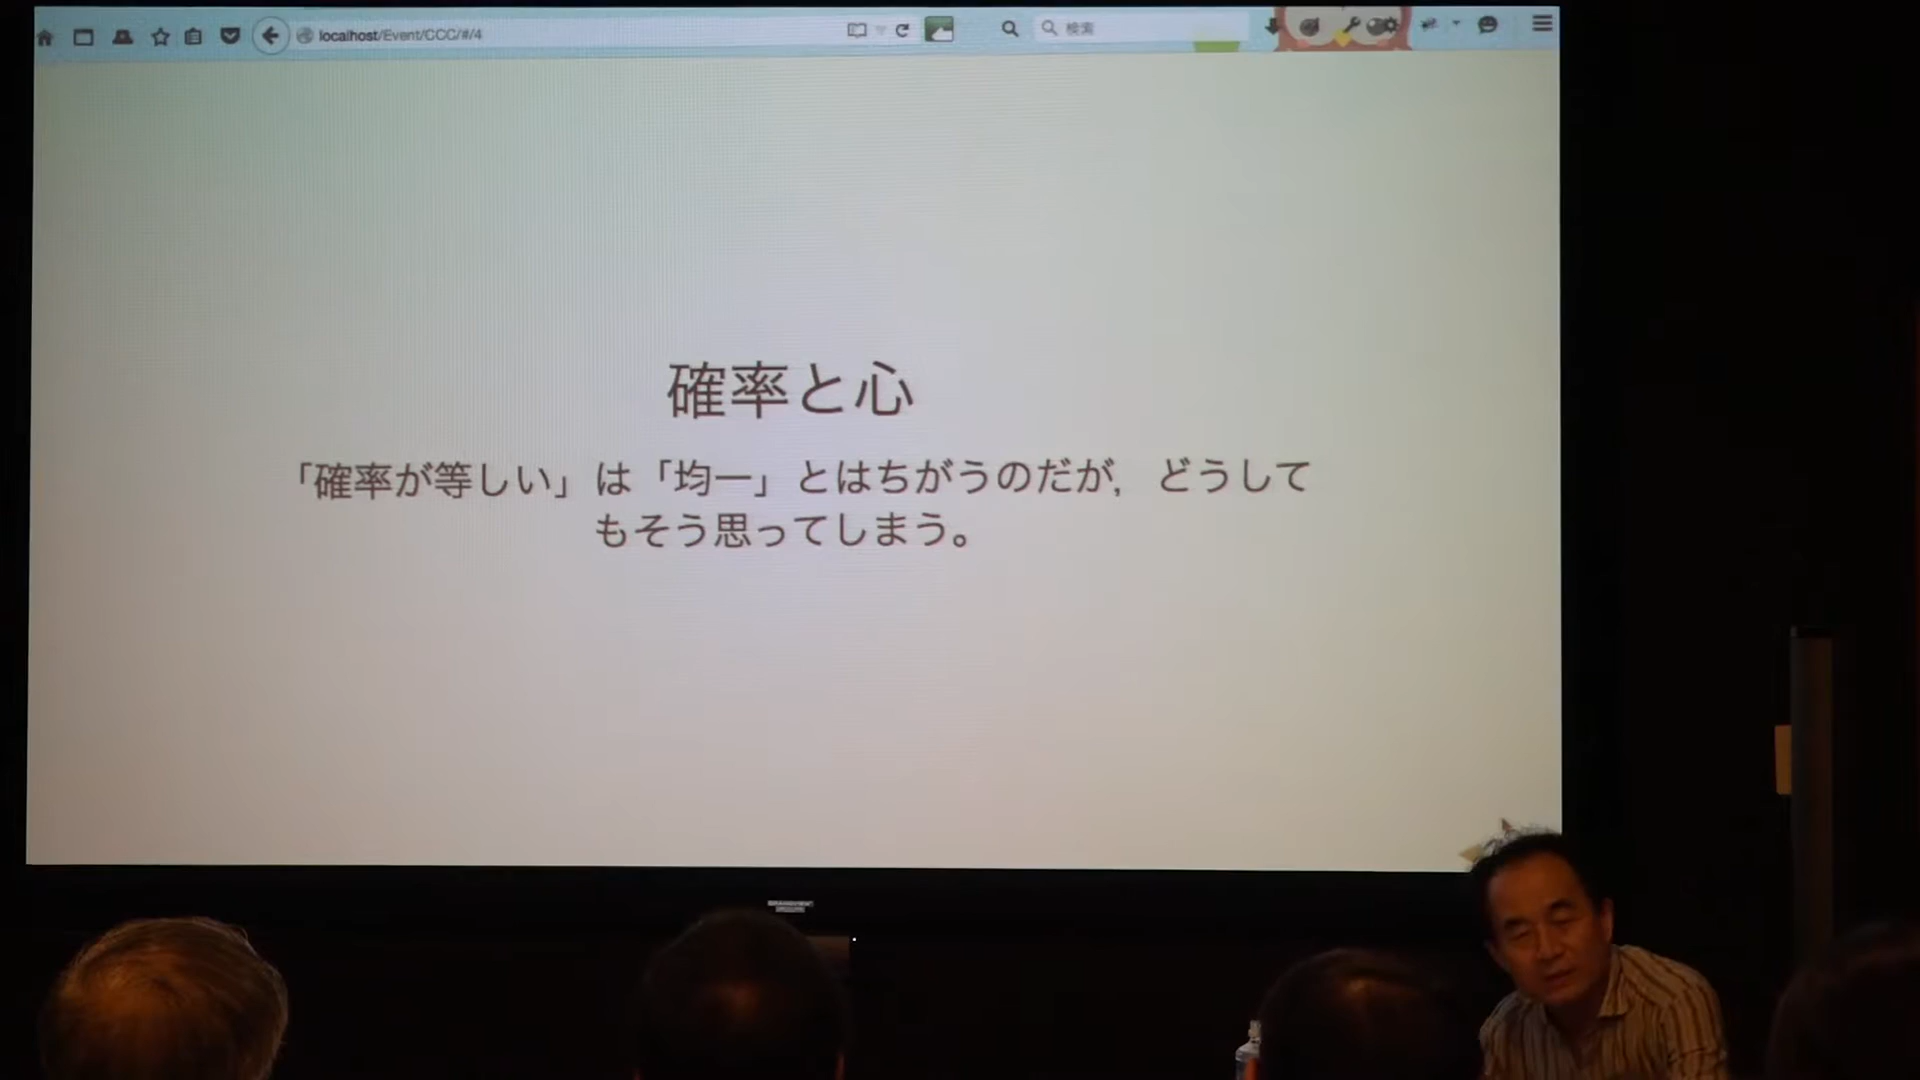 localhost/Event/CCC/#/4
検索
確率と心
「確率が等しい」は「均一」とはちがうのだが，どうして
もそう思ってしまう。